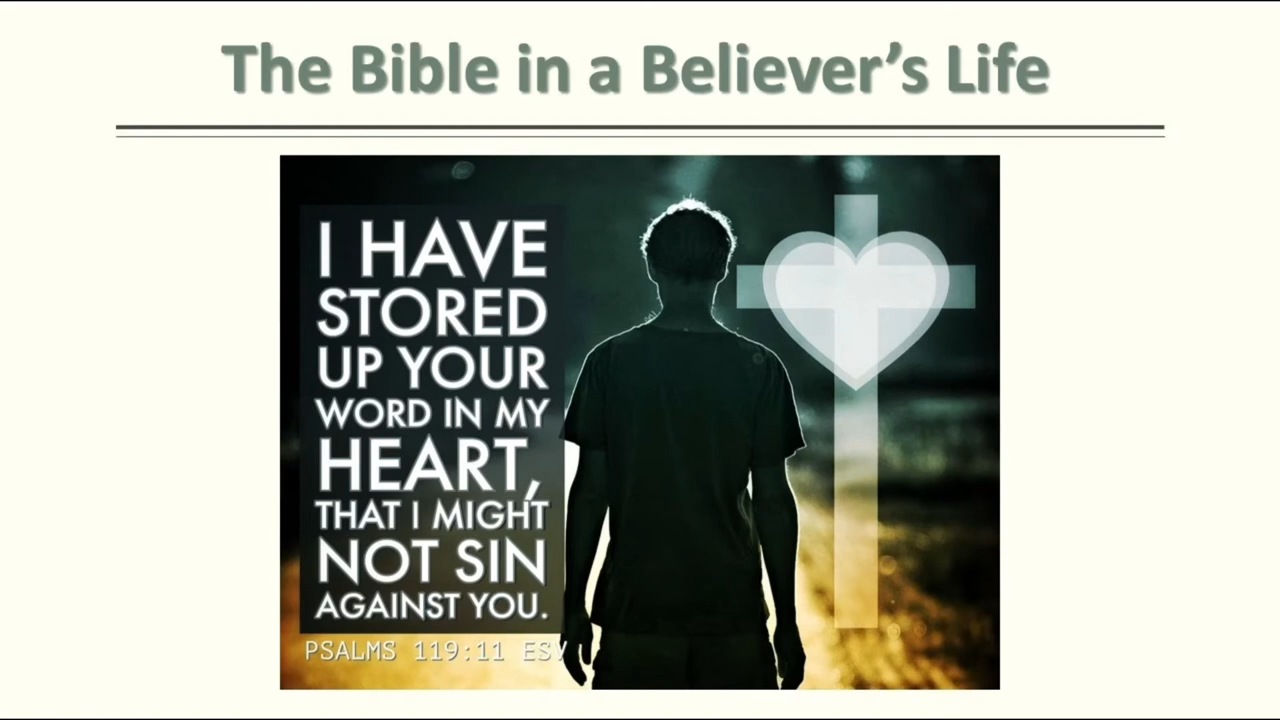 The Bible in a Believer’s Life
I HAVE
STORED
UP YOUR
WORD IN MY
HEART,
THAT I MIGHT
NOT SIN
AGAINST YOU.
PSALMS 119:11 ESV